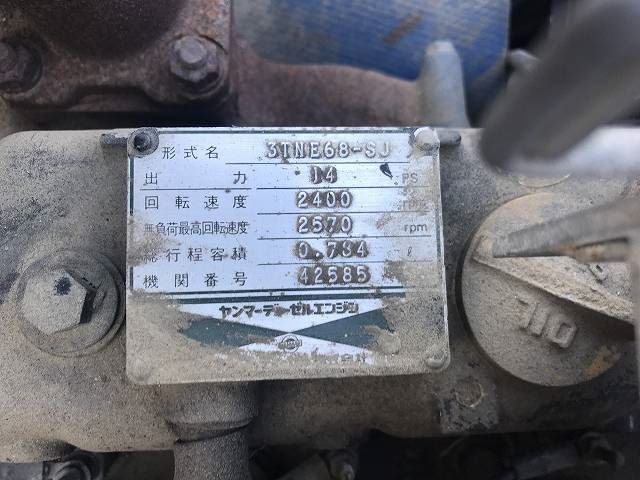 形式名 3TNE68-SJ
出力 14 PS
回転速度 2400 rpm
無負荷最高回転速度 2570 rpm
総行程容積 0.784 ℓ
機関番号 42585
ヤンマーディーゼルエンジン
OIL